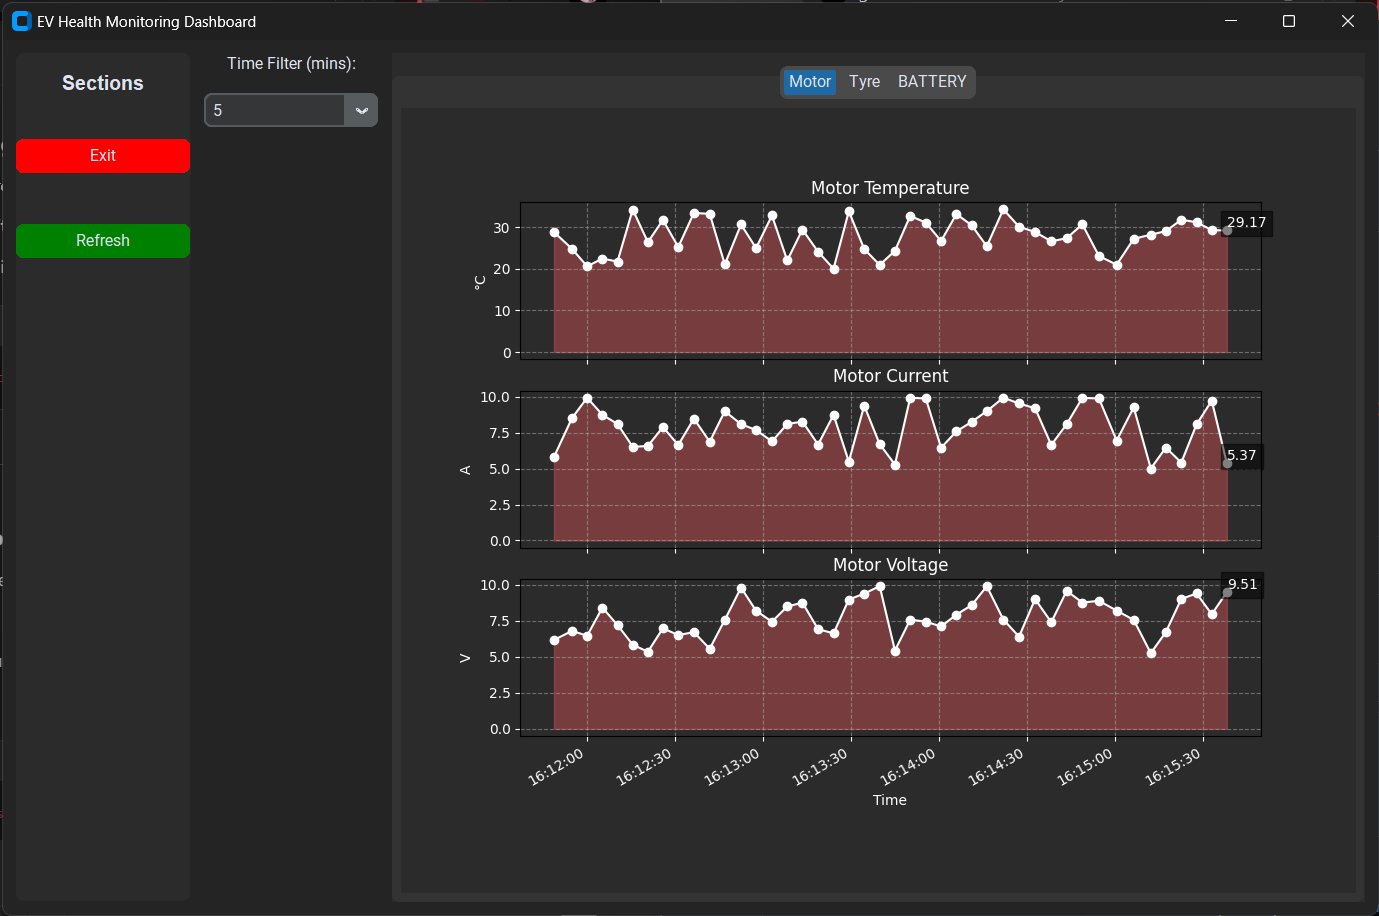 EV Health Monitoring Dashboard
Sections
Exit
Refresh
Time Filter (mins):
5
Motor Tyre BATTERY
Motor Temperature
30
20
10
0
°C
29.17
Motor Current
10.0
7.5
5.0
2.5
0.0
A
5.37
Motor Voltage
10.0
7.5
5.0
2.5
0.0
V
9.51
16:12:00 16:12:30 16:13:00 16:13:30 16:14:00 16:14:30 16:15:00 16:15:30
Time